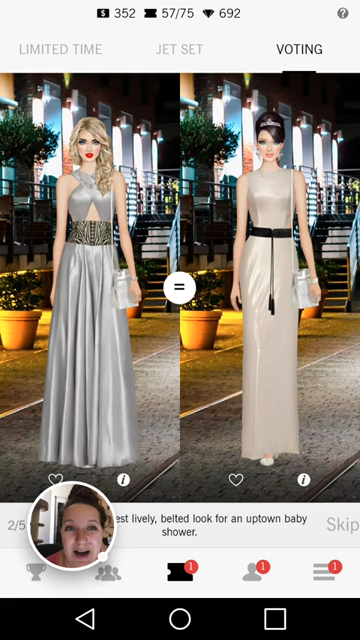 $ 352 57/75 692 ?
LIMITED TIME JET SET VOTING
=
i i
2/5 est lively, belted look for an uptown baby Skip
shower.
1 1 1